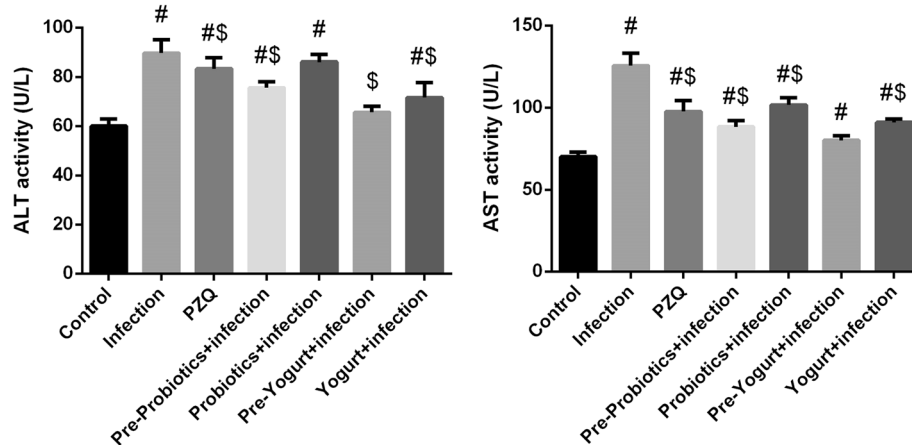 ALT activity (U/L)
100
80
60
40
20
0
#
#$
#$
#
$
#$
Control
Infection
PZQ
Pre-Probiotics+infection
Probiotics+infection
Pre-Yogurt+infection
Yogurt+infection
AST activity (U/L)
150
100
50
0
#
#$
#$
#$
#
#$
Control
Infection
PZQ
Pre-Probiotics+infection
Probiotics+infection
Pre-Yogurt+infection
Yogurt+infection